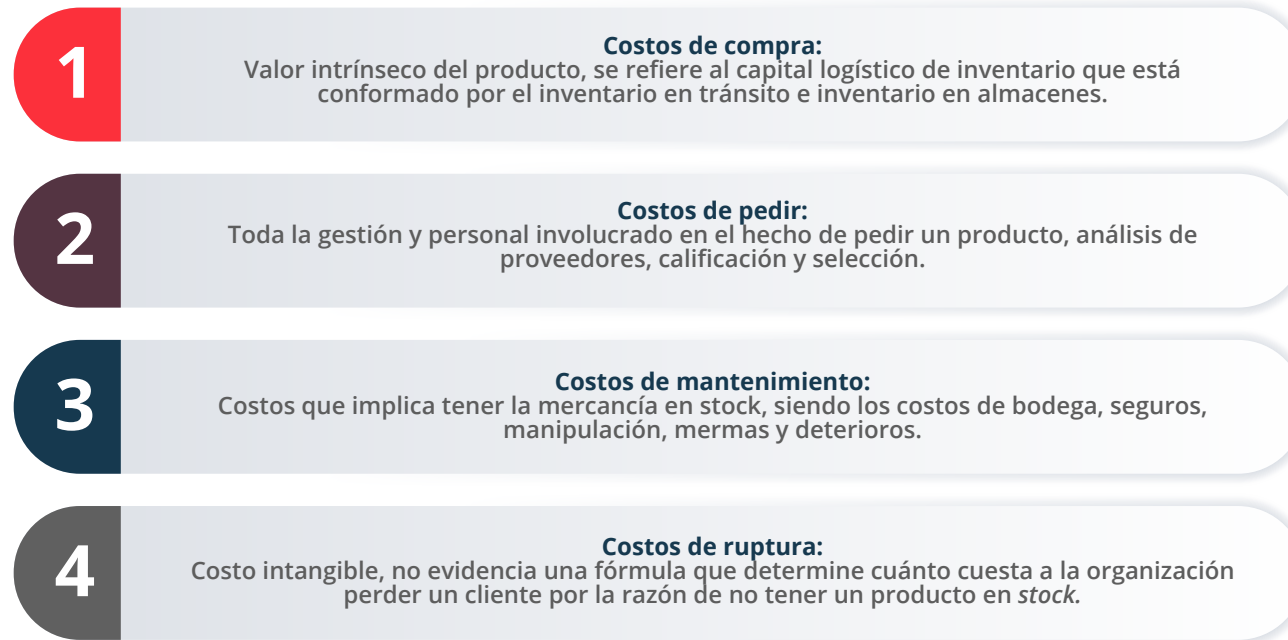 1
Costos de compra:
Valor intrínseco del producto, se refiere al capital logístico de inventario que está
conformado por el inventario en tránsito e inventario en almacenes.
2
Costos de pedir:
Toda la gestión y personal involucrado en el hecho de pedir un producto, análisis de
proveedores, calificación y selección.
3
Costos de mantenimiento:
Costos que implica tener la mercancía en stock, siendo los costos de bodega, seguros,
manipulación, mermas y deterioros.
4
Costos de ruptura:
Costo intangible, no evidencia una fórmula que determine cuánto cuesta a la organización
perder un cliente por la razón de no tener un producto en stock.